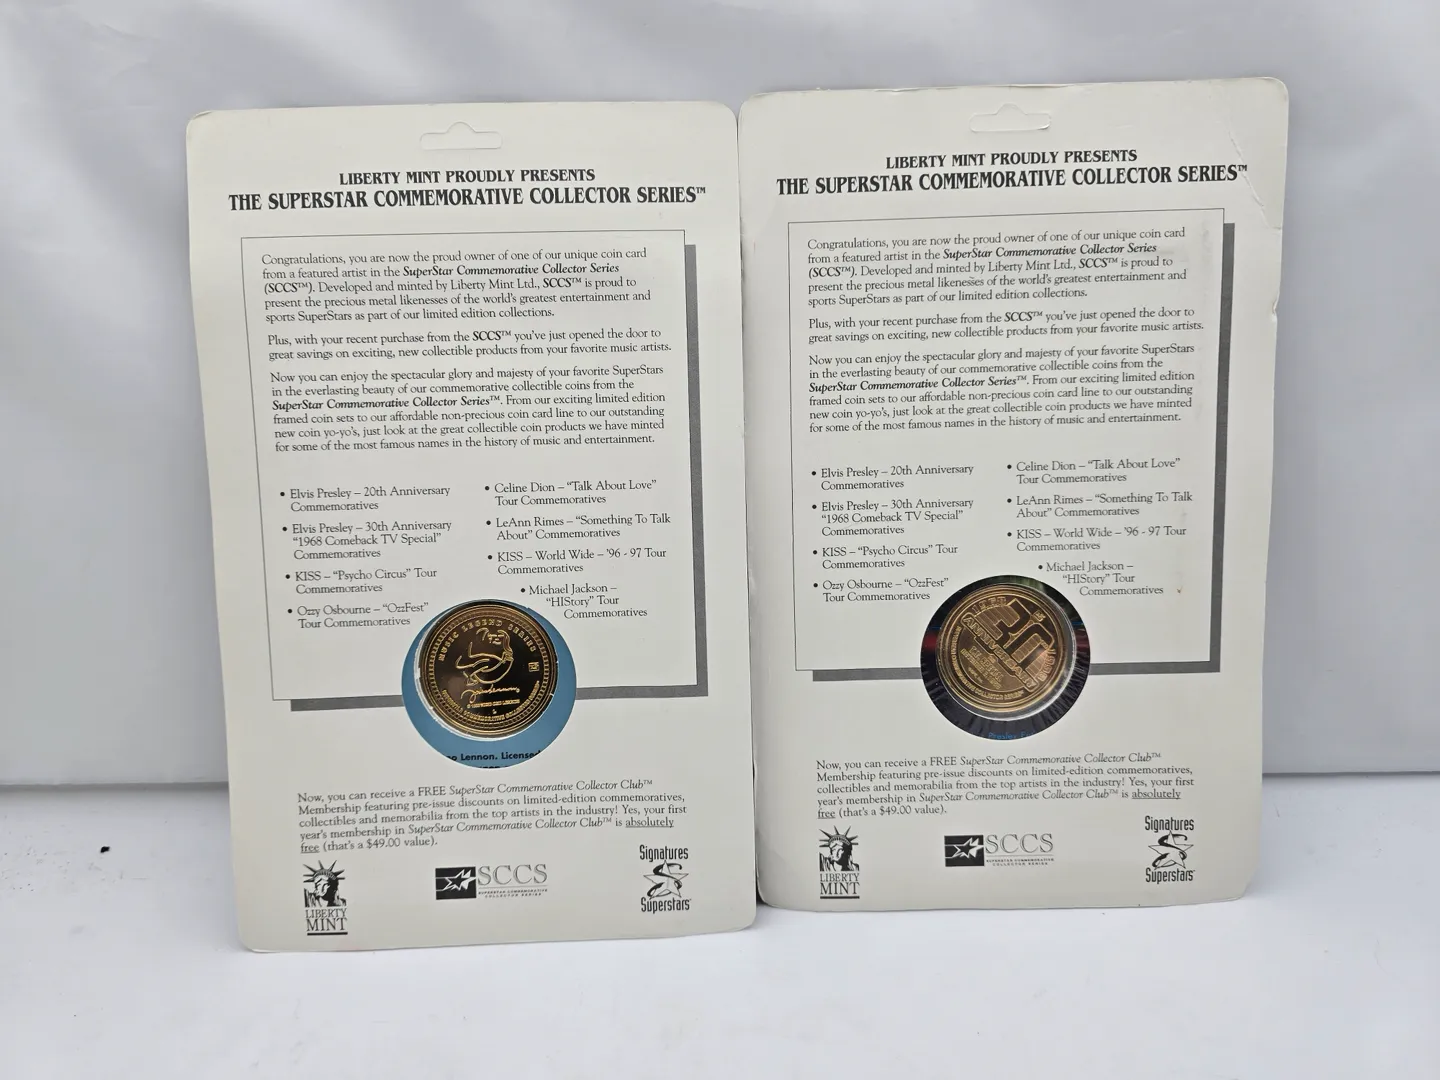 LIBERTY MINT PROUDLY PRESENTS
THE SUPERSTAR COMMEMORATIVE COLLECTOR SERIES™
Congratulations, you are now the proud owner of one of our unique coin card
from a featured artist in the SuperStar Commemorative Collector Series
(SCCS™). Developed and minted by Liberty Mint Ltd., SCCS™ is proud to
present the precious metal likenesses of the world's greatest entertainment and
sports SuperStars as part of our limited edition collections.
Plus, with your recent purchase from the SCCS™ you've just opened the door to
great savings on exciting, new collectible products from your favorite music artists.
Now you can enjoy the spectacular glory and majesty of your favorite SuperStars
in the everlasting beauty of our commemorative collectible coins from the
SuperStar Commemorative Collector Series™. From our exciting limited edition
framed coin sets to our affordable non-precious coin card line to our outstanding
new coin yo-yo's, just look at the great collectible coin products we have minted
for some of the most famous names in the history of music and entertainment.
• Elvis Presley – 20th Anniversary
Commemoratives
• Elvis Presley – 30th Anniversary
"1968 Comeback TV Special"
Commemoratives
• KISS – "Psycho Circus" Tour
Commemoratives
• Ozzy Osbourne – "OzzFest"
Tour Commemoratives
• Celine Dion – "Talk About Love"
Tour Commemoratives
• LeAnn Rimes – "Something To Talk
About" Commemoratives
• KISS – World Wide – '96 - 97 Tour
Commemoratives
• Michael Jackson –
"HIStory" Tour
Commemoratives
MUSIC LEGEND SERIES
Lennon. License
Now, you can receive a FREE SuperStar Commemorative Collector Club™
Membership featuring pre-issue discounts on limited-edition commemoratives,
collectibles and memorabilia from the top artists in the industry! Yes, your first
year's membership in SuperStar Commemorative Collector Club™ is absolutely
free (that's a $49.00 value).
LIBERTY
MINT
SCCS
SUPERSTAR COMMEMORATIVE
COLLECTOR SERIES
Signatures
Superstars
LIBERTY MINT PROUDLY PRESENTS
THE SUPERSTAR COMMEMORATIVE COLLECTOR SERIES™
Congratulations, you are now the proud owner of one of our unique coin card
from a featured artist in the SuperStar Commemorative Collector Series
(SCCS™). Developed and minted by Liberty Mint Ltd., SCCS™ is proud to
present the precious metal likenesses of the world's greatest entertainment and
sports SuperStars as part of our limited edition collections.
Plus, with your recent purchase from the SCCS™ you've just opened the door to
great savings on exciting, new collectible products from your favorite music artists.
Now you can enjoy the spectacular glory and majesty of your favorite SuperStars
in the everlasting beauty of our commemorative collectible coins from the
SuperStar Commemorative Collector Series™. From our exciting limited edition
framed coin sets to our affordable non-precious coin card line to our outstanding
new coin yo-yo's, just look at the great collectible coin products we have minted
for some of the most famous names in the history of music and entertainment.
• Elvis Presley – 20th Anniversary
Commemoratives
• Elvis Presley – 30th Anniversary
"1968 Comeback TV Special"
Commemoratives
• KISS – "Psycho Circus" Tour
Commemoratives
• Ozzy Osbourne – "OzzFest"
Tour Commemoratives
• Celine Dion – "Talk About Love"
Tour Commemoratives
• LeAnn Rimes – "Something To Talk
About" Commemoratives
• KISS – World Wide – '96 - 97 Tour
Commemoratives
• Michael Jackson –
"HIStory" Tour
Commemoratives
30
ANNIVERSARY
Presley
Now, you can receive a FREE SuperStar Commemorative Collector Club™
Membership featuring pre-issue discounts on limited-edition commemoratives,
collectibles and memorabilia from the top artists in the industry! Yes, your first
year's membership in SuperStar Commemorative Collector Club™ is absolutely
free (that's a $49.00 value).
LIBERTY
MINT
SCCS
SUPERSTAR COMMEMORATIVE
COLLECTOR SERIES
Signatures
Superstars